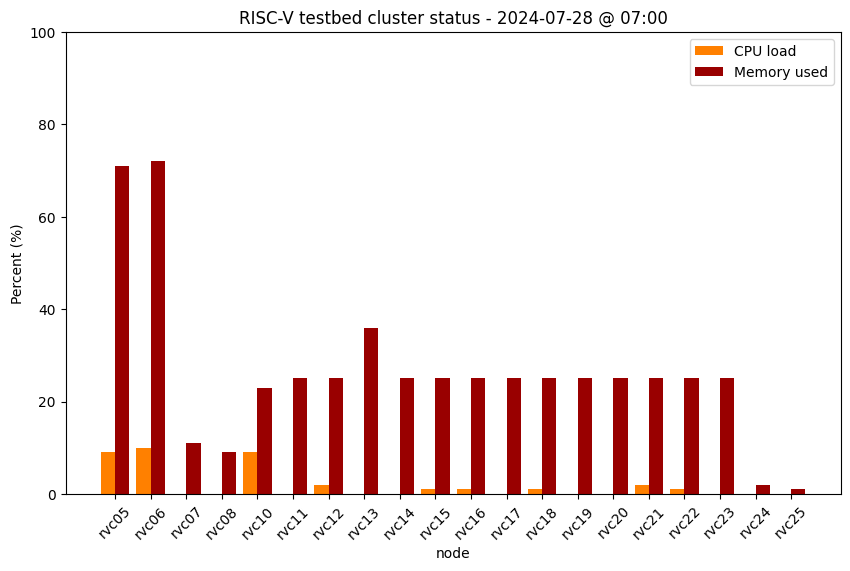 RISC-V testbed cluster status - 2024-07-28 @ 07:00
CPU load
Memory used
Percent (%)
100
80
60
40
20
0
rvc05
rvc06
rvc07
rvc08
rvc10
rvc11
rvc12
rvc13
rvc14
rvc15
rvc16
rvc17
rvc18
rvc19
rvc20
rvc21
rvc22
rvc23
rvc24
rvc25
node